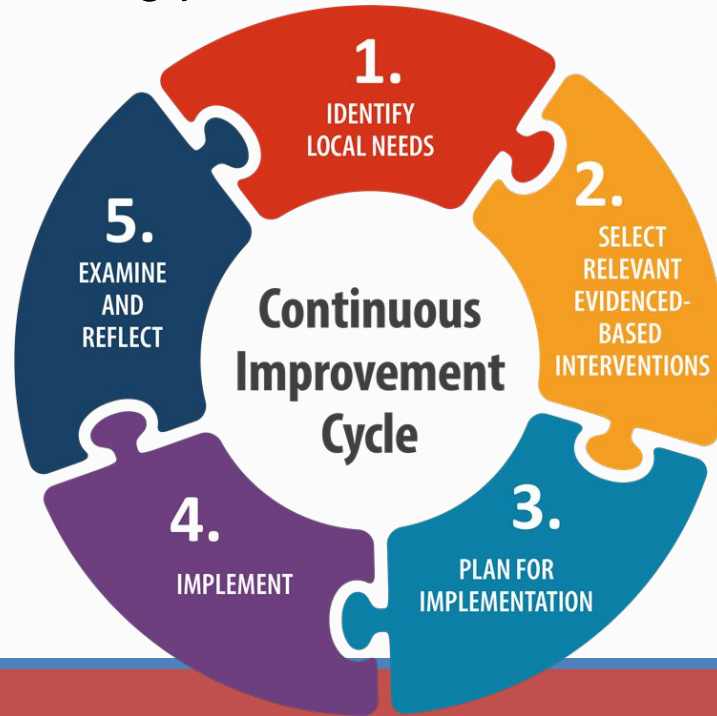 1.
IDENTIFY
LOCAL NEEDS
2.
SELECT
RELEVANT
EVIDENCED-
BASED
INTERVENTIONS
3.
PLAN FOR
IMPLEMENTATION
4.
IMPLEMENT
5.
EXAMINE
AND
REFLECT
Continuous
Improvement
Cycle